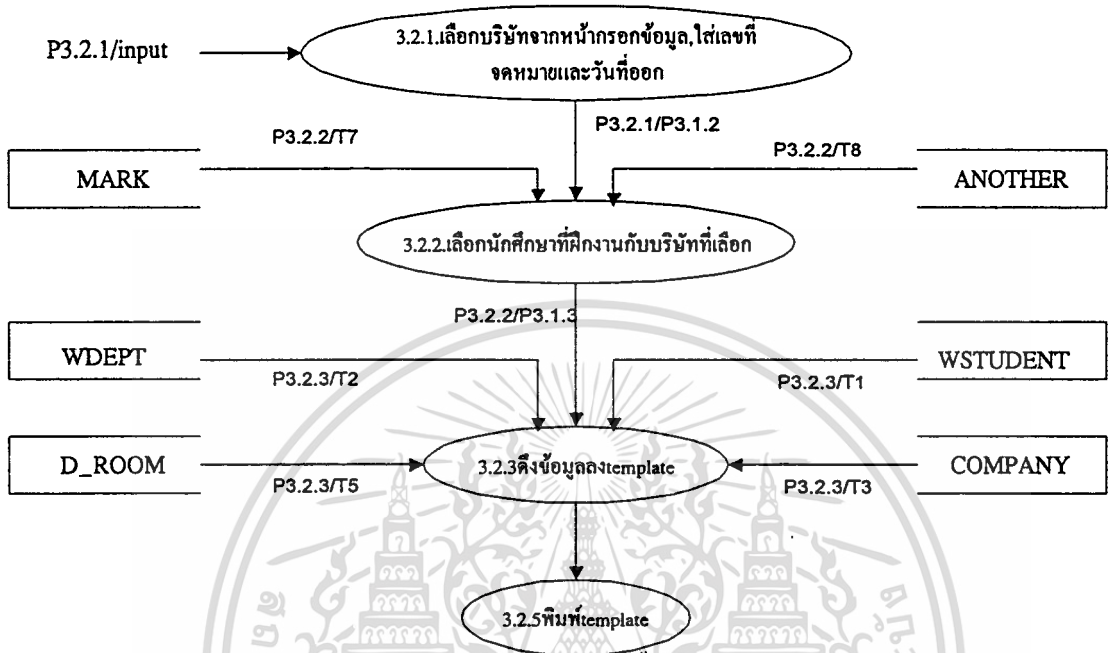 3.2.1.เลือกบริษัทจากหน้ากรอกข้อมูล,ใส่เลขที่
จดหมายและวันที่ออก
P3.2.1/input
P3.2.1/P3.1.2
P3.2.2/T7
P3.2.2/T8
MARK
ANOTHER
3.2.2.เลือกนักศึกษาที่ฝึกงานกับบริษัทที่เลือก
P3.2.2/P3.1.3
WDEPT
WSTUDENT
P3.2.3/T2
P3.2.3/T1
D_ROOM
3.2.3ดึงข้อมูลลงtemplate
COMPANY
P3.2.3/T5
P3.2.3/T3
3.2.5พิมพ์template